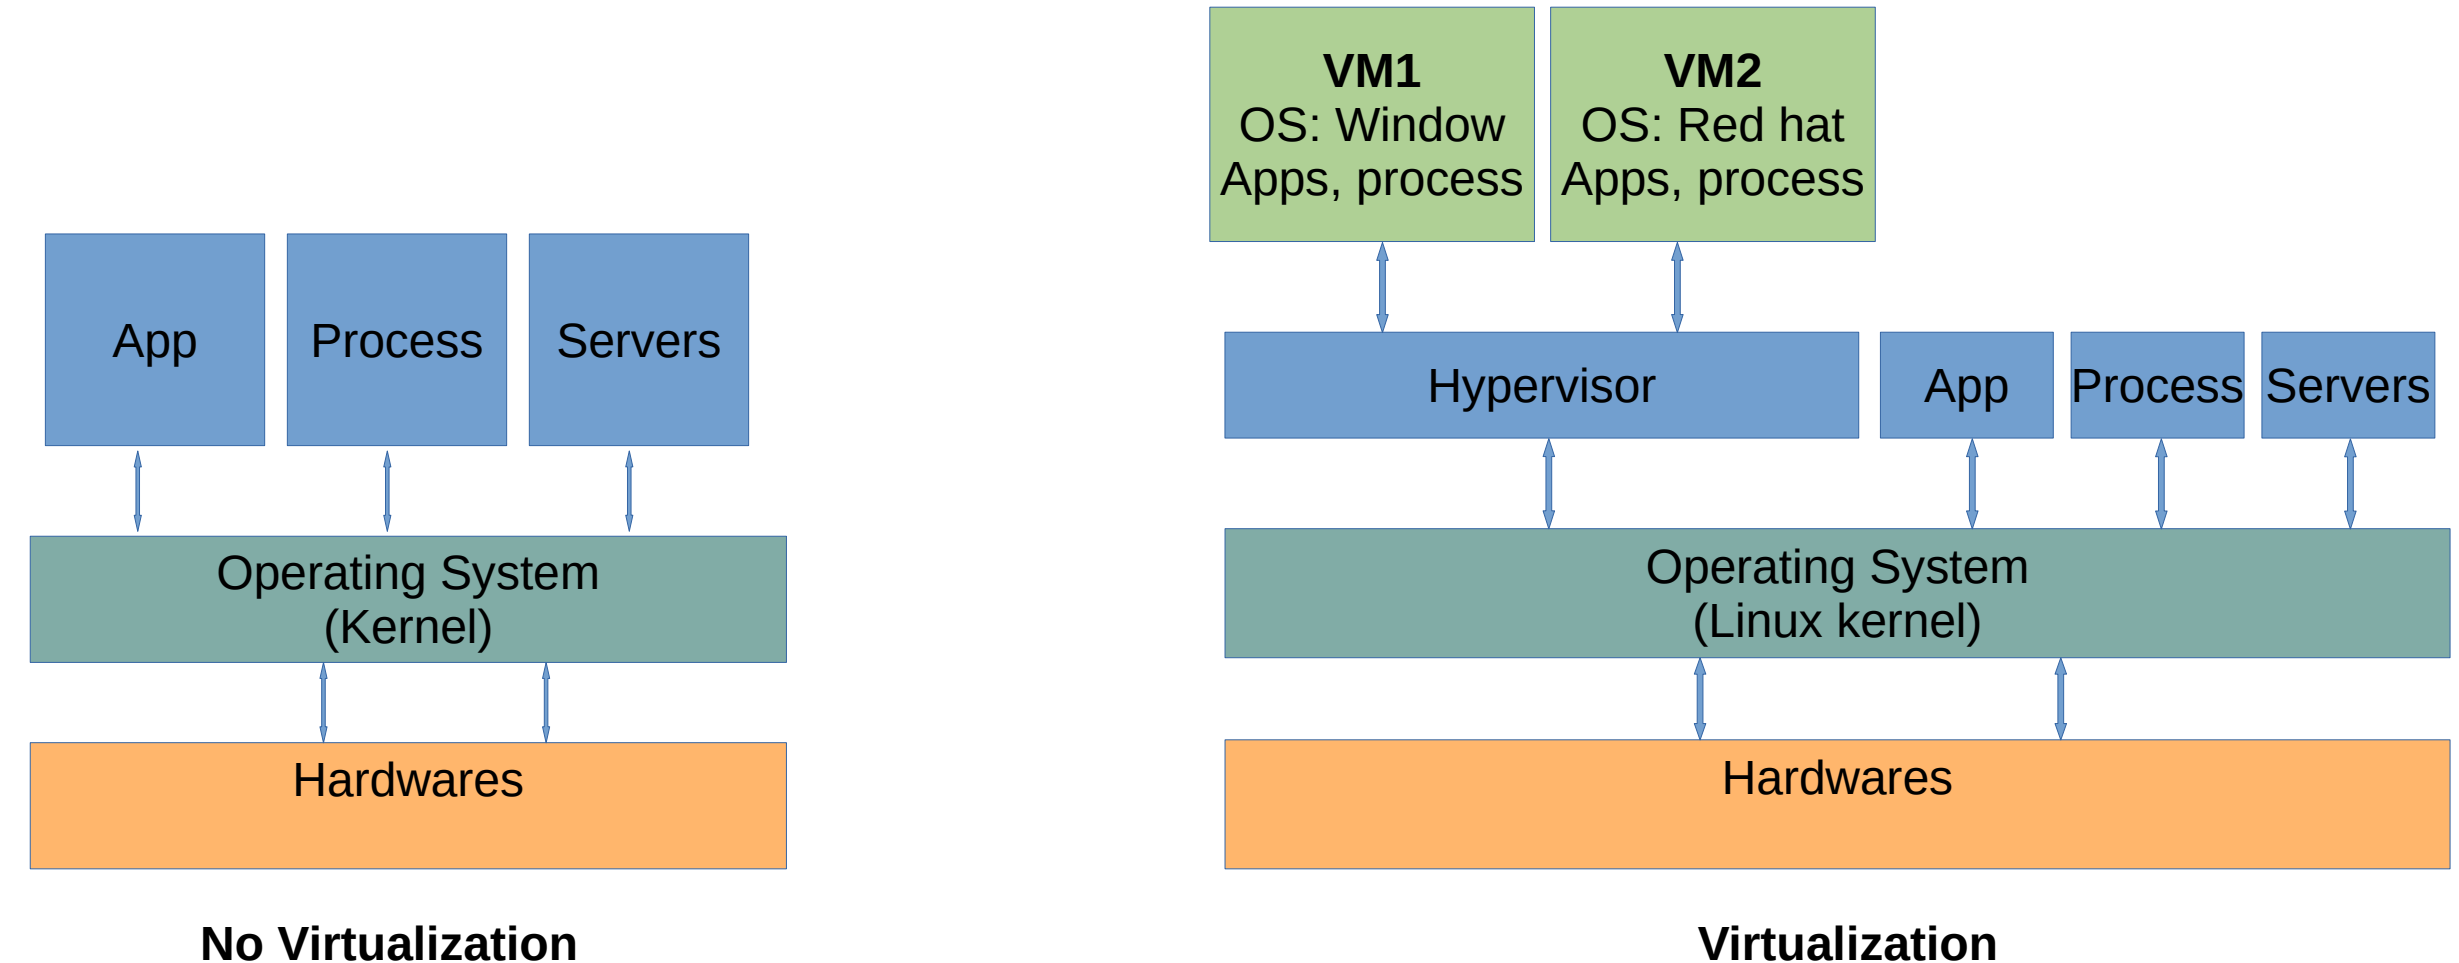 App
Process
Servers
Operating System
(Kernel)
Hardwares
No Virtualization
VM1
OS: Window
Apps, process
VM2
OS: Red hat
Apps, process
Hypervisor
App
Process
Servers
Operating System
(Linux kernel)
Hardwares
Virtualization